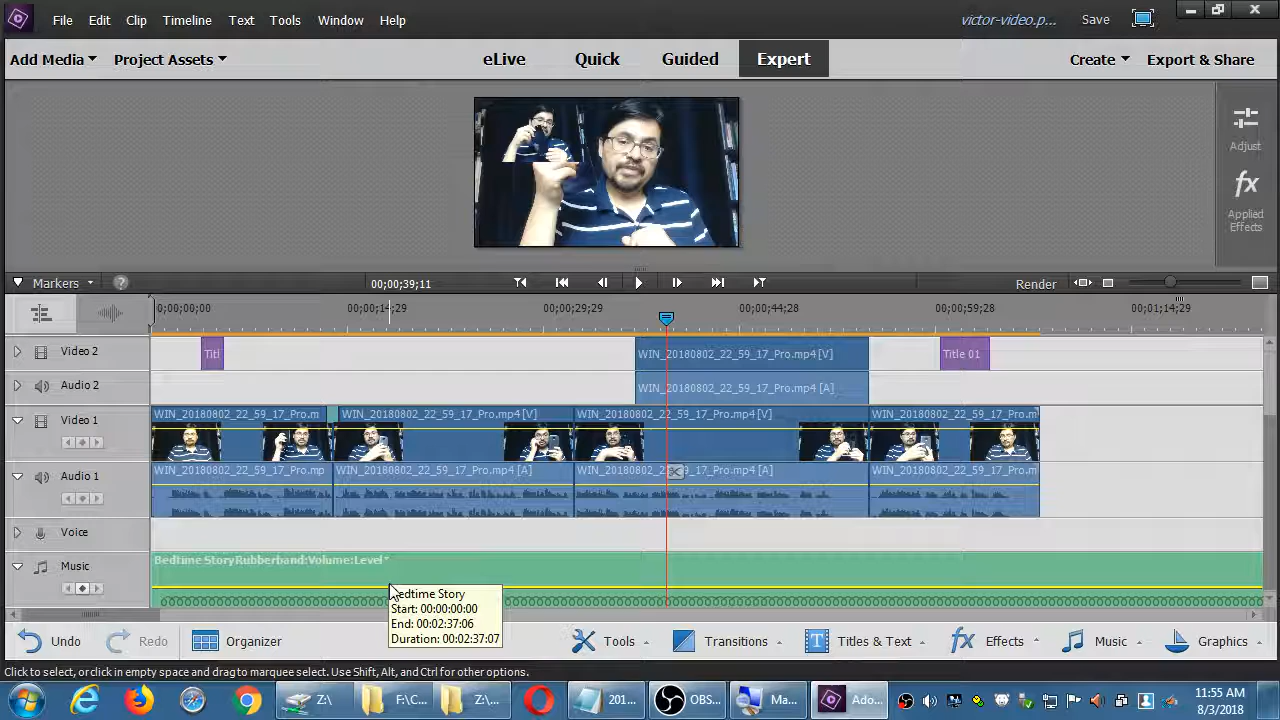 File Edit Clip Timeline Text Tools Window Help victor-video.p... Save
Add Media Project Assets eLive Quick Guided Expert Create Export & Share
Adjust
fx
Applied
Effects
Markers ? 00;00;39;11 Render
0;00;00;00 00;00;14;29 00;00;29;29 00;00;44;28 00;00;59;28 00;01;14;29
Video 2 Titl WIN_20180802_22_59_17_Pro.mp4 [V] Title 01
Audio 2 WIN_20180802_22_59_17_Pro.mp4 [A]
Video 1 WIN_20180802_22_59_17_Pro.m WIN_20180802_22_59_17_Pro.mp4 [V] WIN_20180802_22_59_17_Pro.mp4 [V] WIN_20180802_22_59_17_Pro.m
Audio 1 WIN_20180802_22_59_17_Pro.mp WIN_20180802_22_59_17_Pro.mp4 [A] WIN_20180802_22_59_17_Pro.mp4 [A] WIN_20180802_22_59_17_Pro.m
Voice
Music Bedtime Story Rubberband:Volume:Level
edtime Story
Start: 00:00:00:00
End: 00:02:37:06
Duration: 00:02:37:07
Undo Redo Organizer Tools T Transitions Titles & Text fx Effects Music Graphics
Click to select, or click in empty space and drag to marquee select. Use Shift, Alt, and Ctrl for other options.
Z:\ F:\C... Z:\... 201... OBS... Ma... Ado... 11:55 AM
8/3/2018